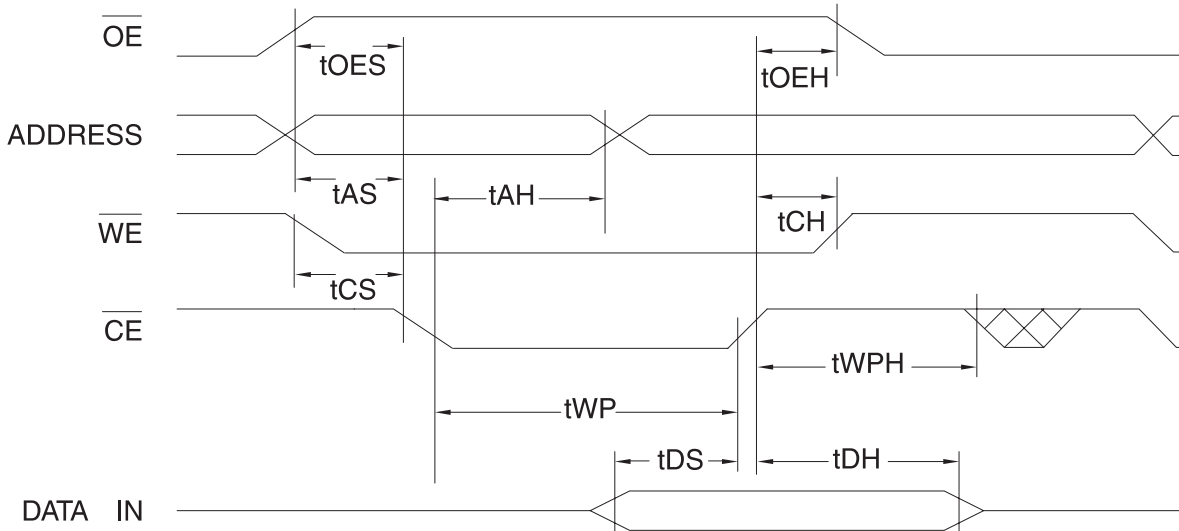 OE
tOES
tOEH
ADDRESS
tAS
tAH
tCH
WE
tCS
CE
tWPH
tWP
tDS
tDH
DATA IN